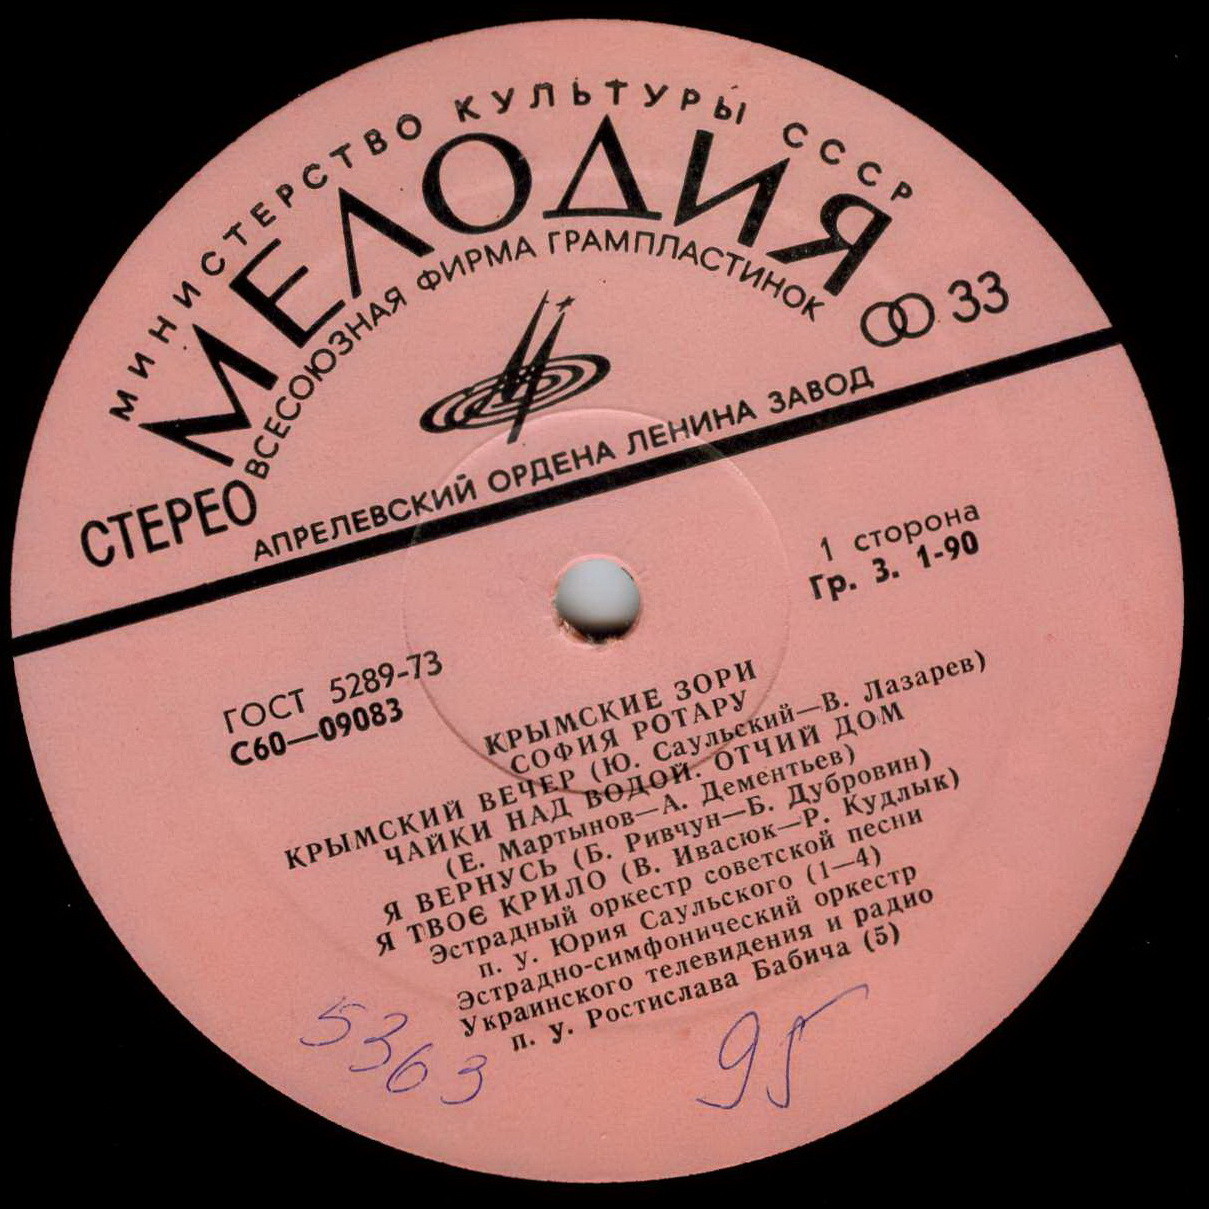 МИНИСТЕРСТВО КУЛЬТУРЫ СССР
МЕЛОДИЯ
ВСЕСОЮЗНАЯ ФИРМА ГРАМПЛАСТИНОК
33
СТЕРЕО
АПРЕЛЕВСКИЙ ОРДЕНА ЛЕНИНА ЗАВОД
1 сторона
Гр. 3. 1-90
ГОСТ 5289-73
С60—09083
КРЫМСКИЕ ЗОРИ
СОФИЯ РОТАРУ
КРЫМСКИЙ ВЕЧЕР (Ю. Саульский—В. Лазарев)
ЧАЙКИ НАД ВОДОЙ. ОТЧИЙ ДОМ
(Е. Мартынов—А. Дементьев)
Я ВЕРНУСЬ (Б. Ривчун—Б. Дубровин)
Я ТВОЄ КРИЛО (В. Ивасюк—Р. Кудлык)
Эстрадный оркестр советской песни
п. у. Юрия Саульского (1—4)
Эстрадно-симфонический оркестр
Украинского телевидения и радио
п. у. Ростислава Бабича (5)
5363
95